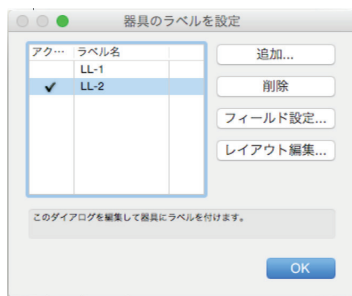 器具のラベルを設定
アク… ラベル名
LL-1
✔ LL-2
追加...
削除
フィールド設定...
レイアウト編集...
このダイアログを編集して器具にラベルを付けます。
OK